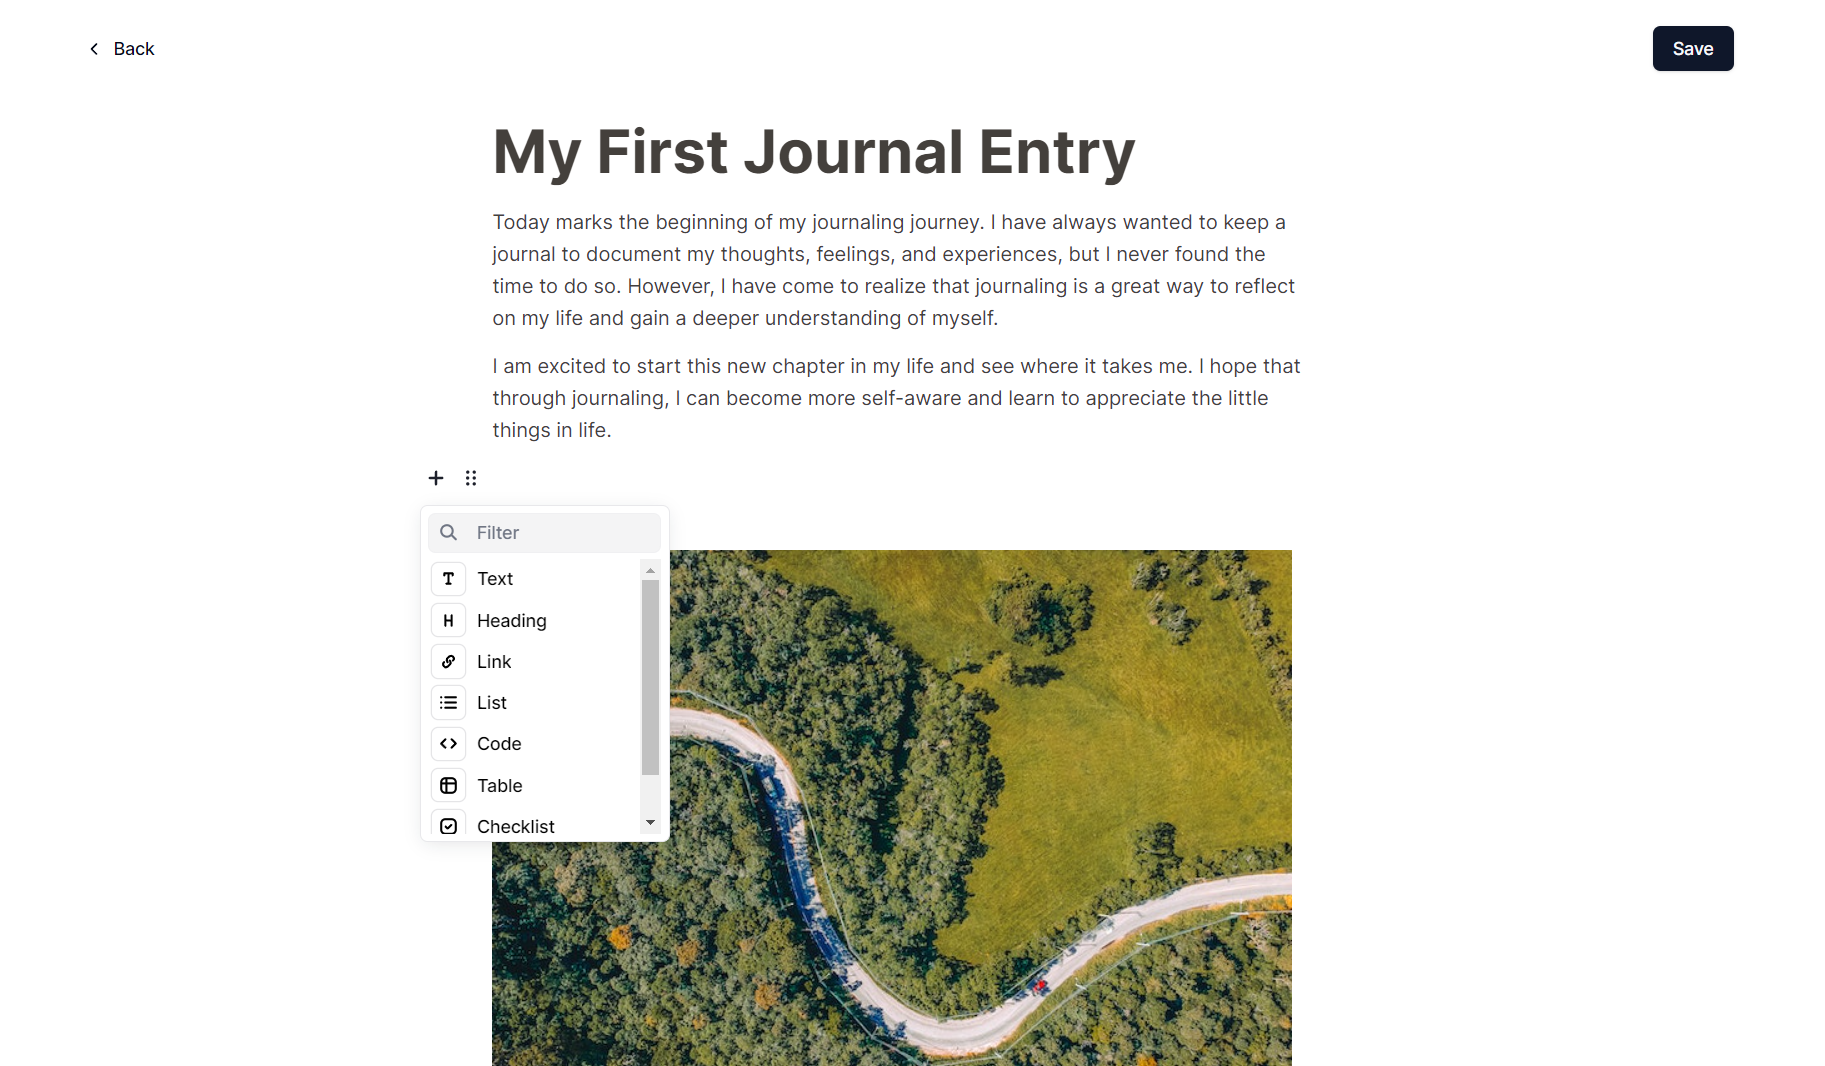 Back
Save
My First Journal Entry
Today marks the beginning of my journaling journey. I have always wanted to keep a
journal to document my thoughts, feelings, and experiences, but I never found the
time to do so. However, I have come to realize that journaling is a great way to reflect
on my life and gain a deeper understanding of myself.
I am excited to start this new chapter in my life and see where it takes me. I hope that
through journaling, I can become more self-aware and learn to appreciate the little
things in life.
Filter
Text
Heading
Link
List
Code
Table
Checklist